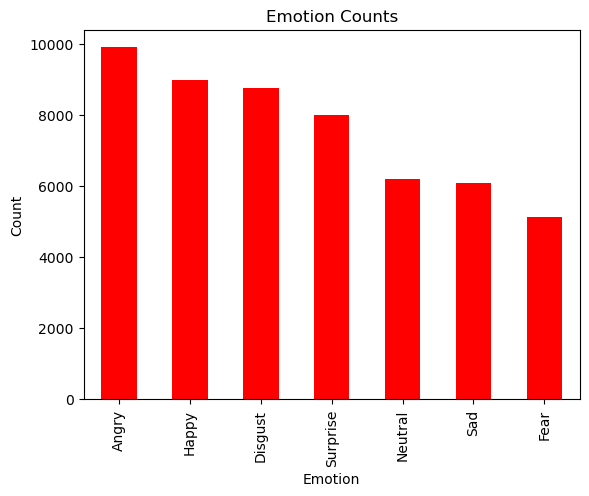 Emotion Counts
Count
10000
8000
6000
4000
2000
0
Angry
Happy
Disgust
Surprise
Neutral
Sad
Fear
Emotion